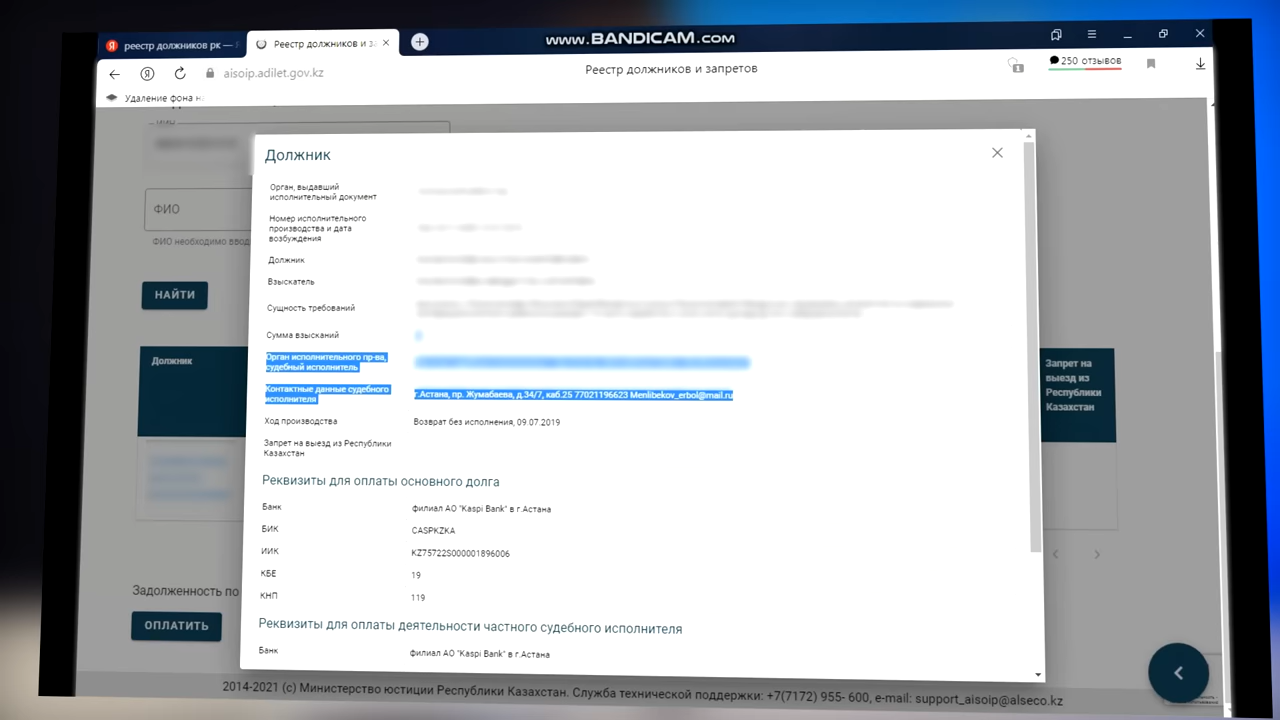 реестр должников рк —
Реестр должников и за
www.BANDICAM.com
aisoip.adilet.gov.kz
Реестр должников и запретов
250 отзывов
Удаление фона на
ИИН
ФИО
ФИО необходимо ввод
НАЙТИ
Должник
Запрет на
выезд из
Республики
Казахстан
Задолженность по
ОПЛАТИТЬ
Должник
Орган, выдавший
исполнительный документ
Номер исполнительного
производства и дата
возбуждения
Должник
Взыскатель
Сущность требований
Сумма взысканий
Орган исполнительного пр-ва,
судебный исполнитель
Контактные данные судебного
исполнителя
г.Астана, пр. Жумабаева, д.34/7, каб.25 77021196623 Menlibekov_erbol@mail.ru
Ход производства
Возврат без исполнения, 09.07.2019
Запрет на выезд из Республики
Казахстан
Реквизиты для оплаты основного долга
Банк
филиал АО "Kaspi Bank" в г.Астана
БИК
CASPKZKA
ИИК
KZ75722S000001896006
КБЕ
19
КНП
119
Реквизиты для оплаты деятельности частного судебного исполнителя
Банк
филиал АО "Kaspi Bank" в г.Астана
2014-2021 (с) Министерство юстиции Республики Казахстан. Служба технической поддержки: +7(7172) 955- 600, e-mail: support_aisoip@alseco.kz